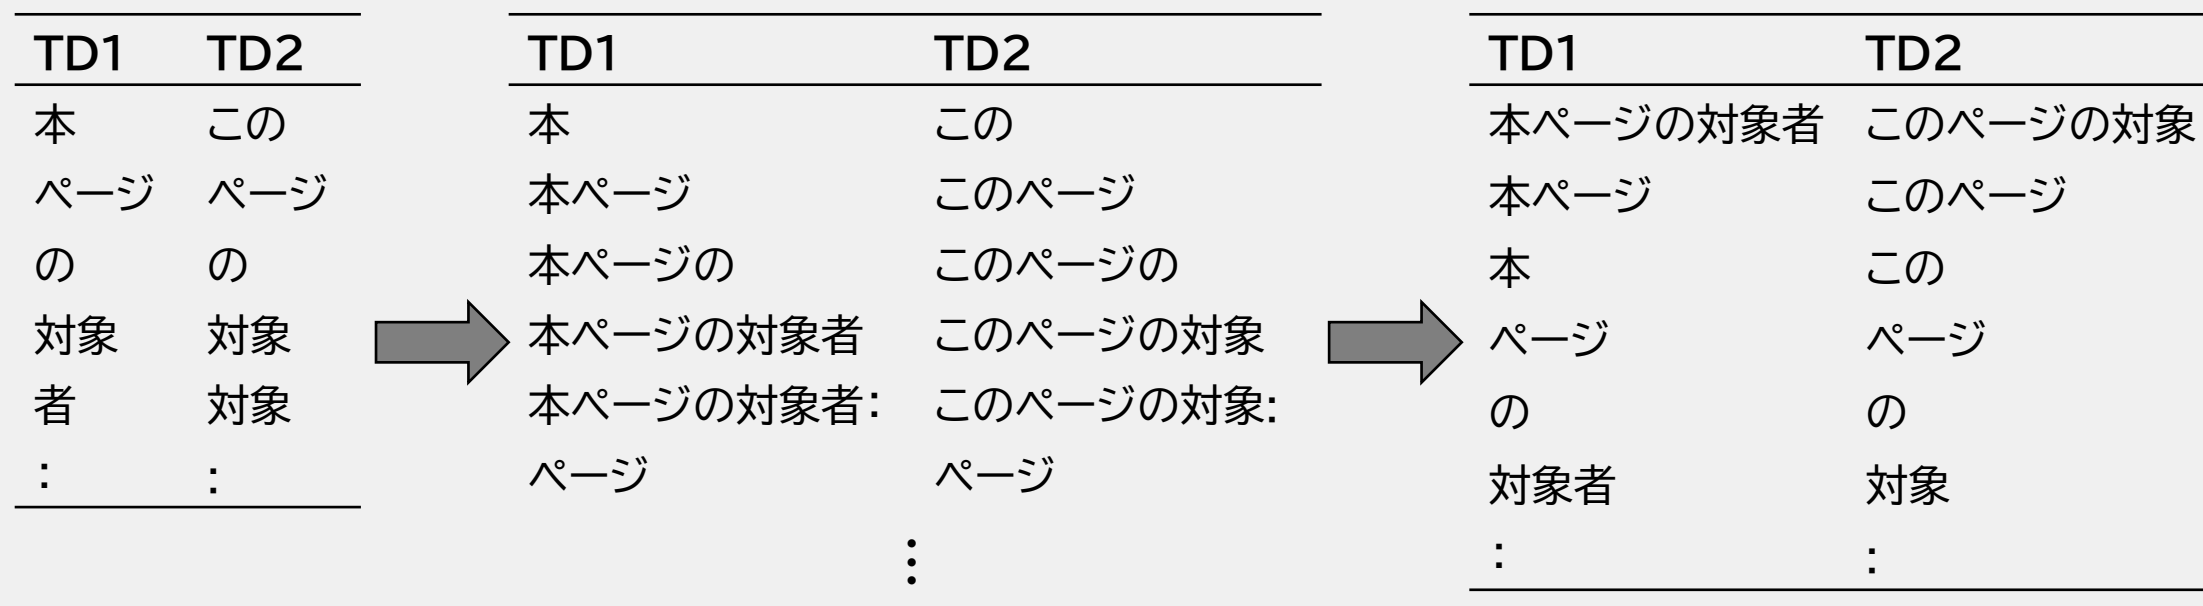 TD1 TD2
本 この
ページ ページ
の の
対象 対象
者 対象
: :
TD1 TD2
本 この
本ページ このページ
本ページの このページの
本ページの対象者 このページの対象
本ページの対象者: このページの対象:
ページ ページ
⋮
TD1 TD2
本ページの対象者 このページの対象
本ページ このページ
本 この
ページ ページ
の の
対象者 対象
: :